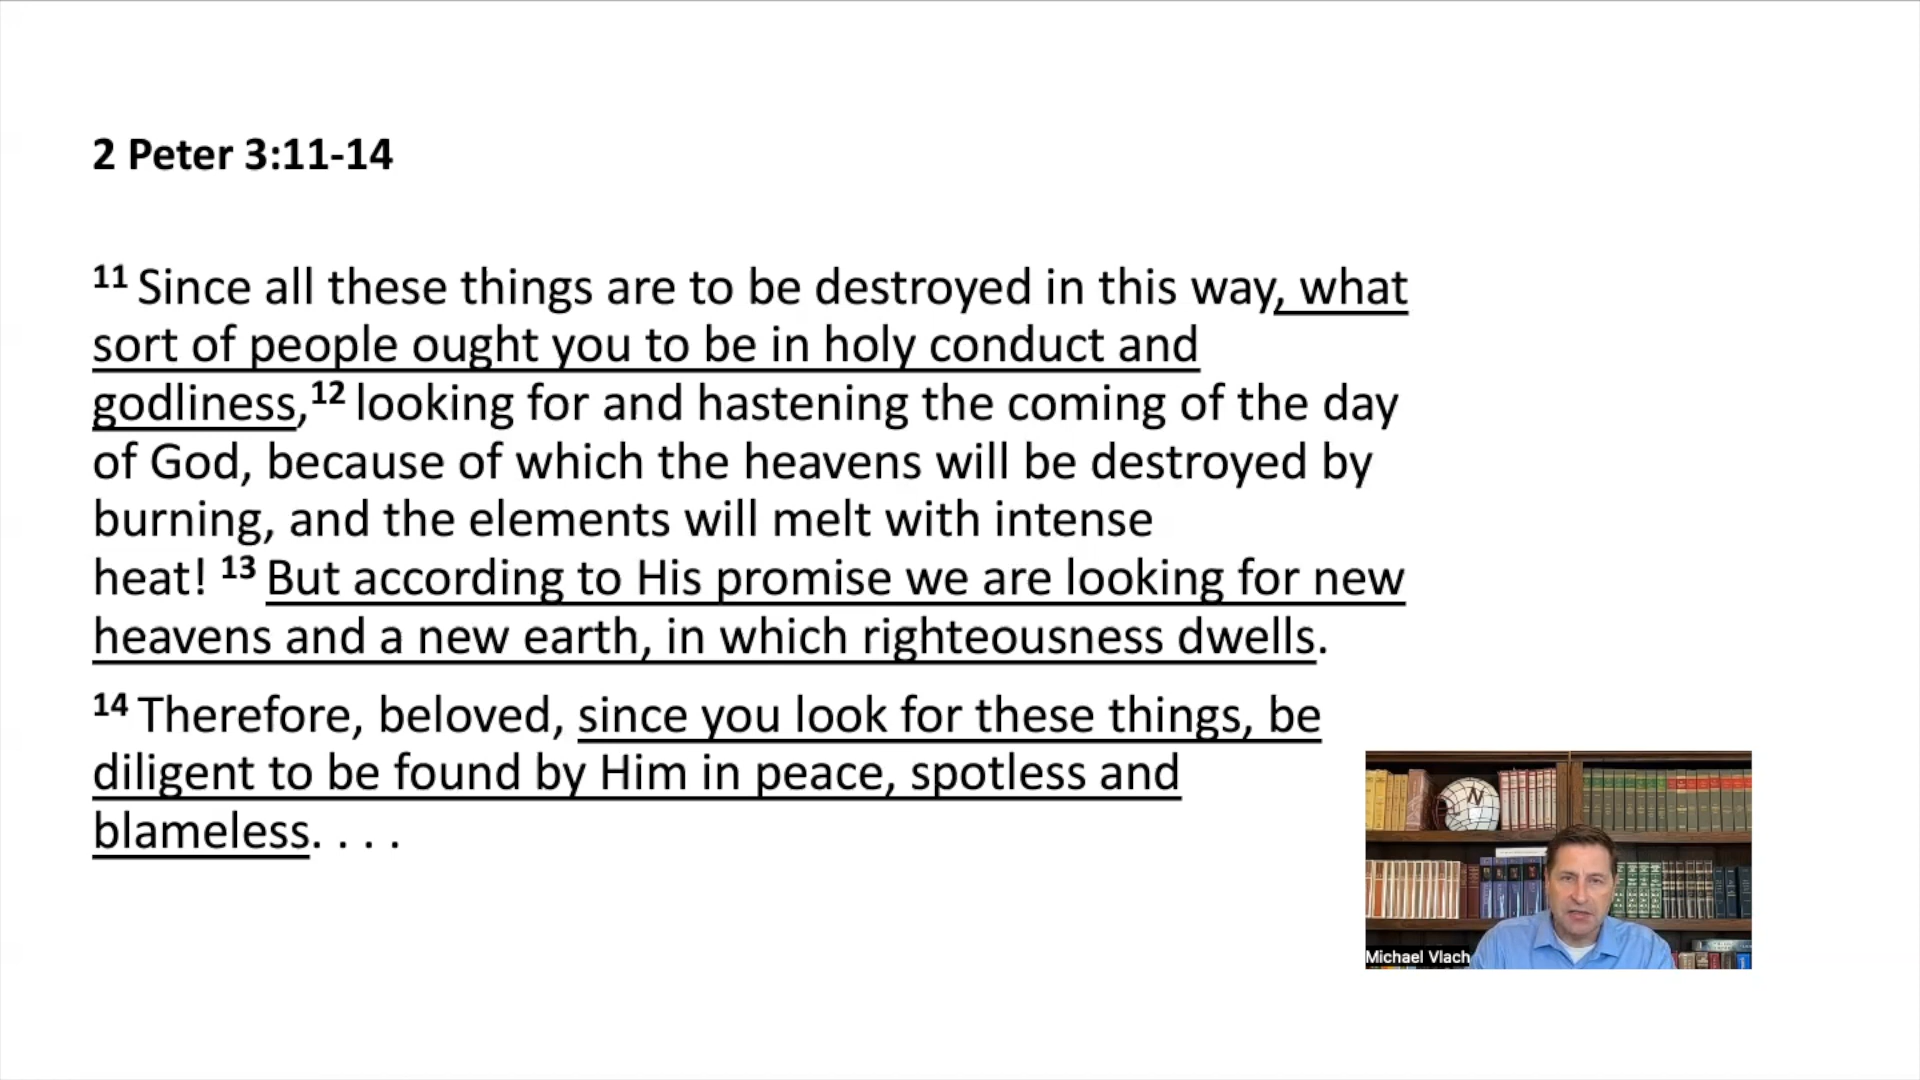 2 Peter 3:11-14
11 Since all these things are to be destroyed in this way, what
sort of people ought you to be in holy conduct and
godliness,12 looking for and hastening the coming of the day
of God, because of which the heavens will be destroyed by
burning, and the elements will melt with intense
heat! 13 But according to His promise we are looking for new
heavens and a new earth, in which righteousness dwells.
14 Therefore, beloved, since you look for these things, be
diligent to be found by Him in peace, spotless and
blameless. . . .
N
Michael Vlach